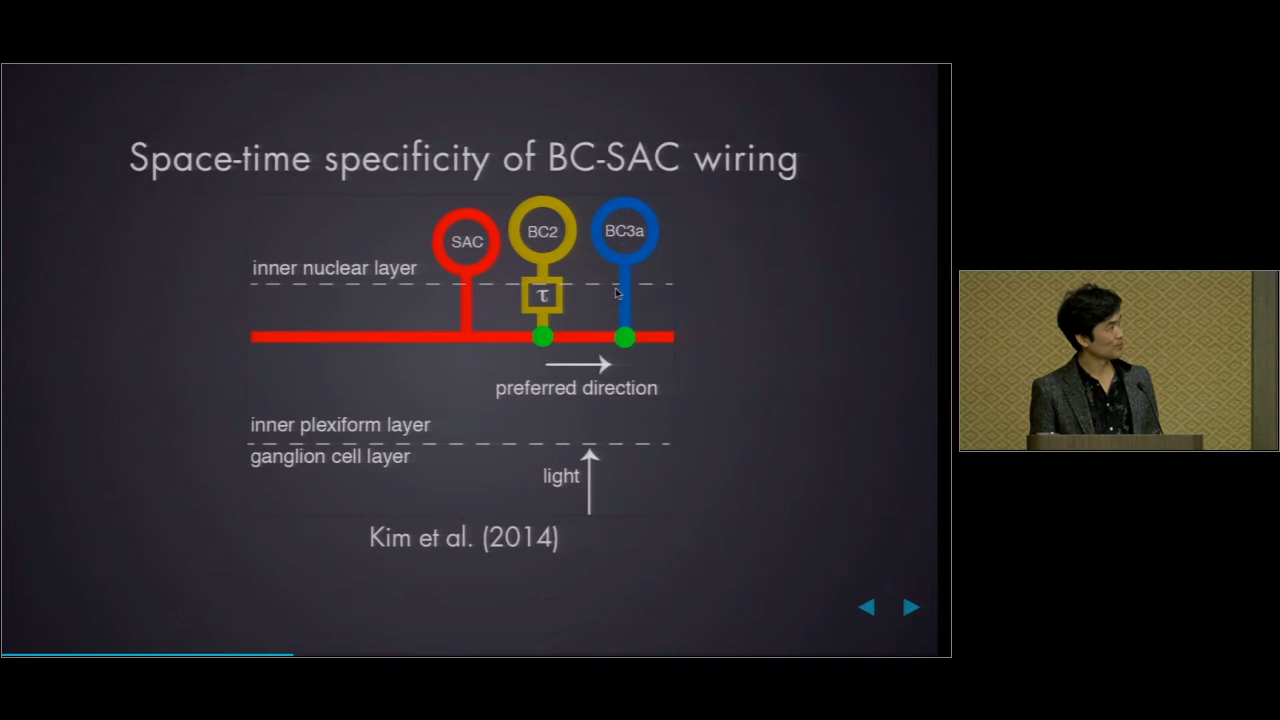 Space-time specificity of BC-SAC wiring
SAC
BC2
BC3a
inner nuclear layer
τ
preferred direction
inner plexiform layer
ganglion cell layer
light
Kim et al. (2014)